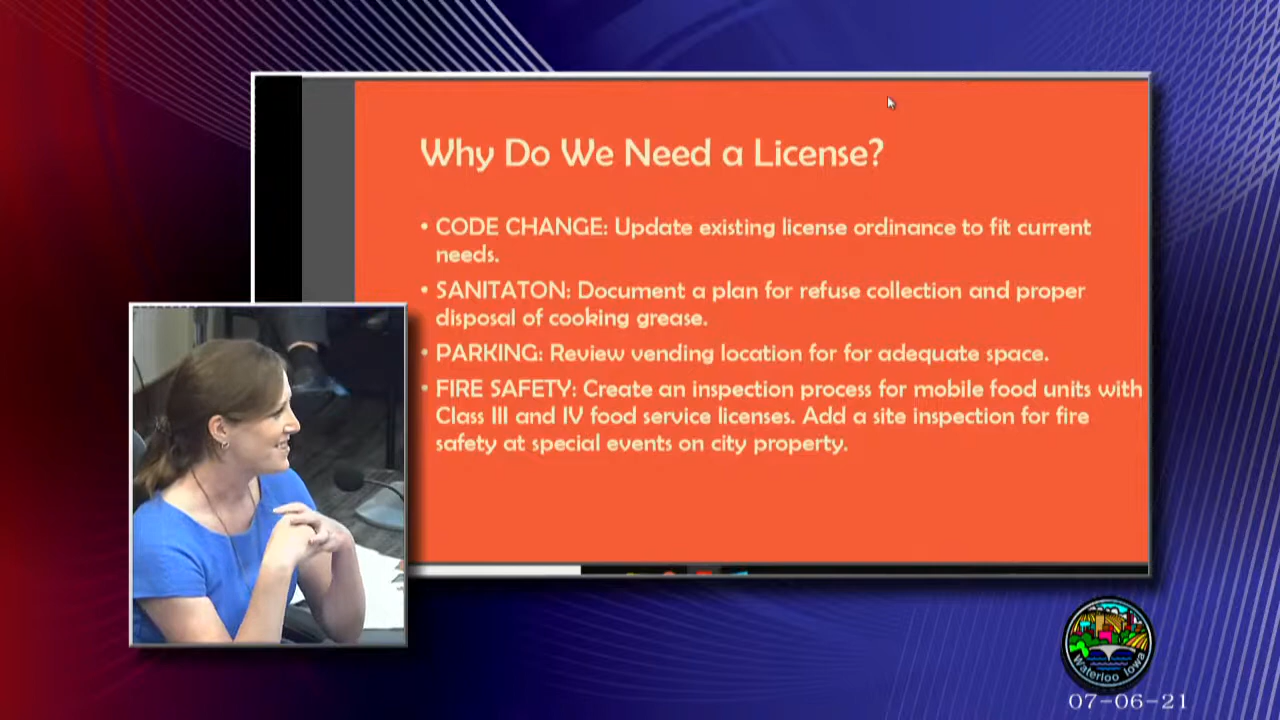 Why Do We Need a License?
• CODE CHANGE: Update existing license ordinance to fit current
needs.
• SANITATON: Document a plan for refuse collection and proper
disposal of cooking grease.
• PARKING: Review vending location for for adequate space.
• FIRE SAFETY: Create an inspection process for mobile food units with
Class III and IV food service licenses. Add a site inspection for fire
safety at special events on city property.
Waterloo Iowa
07-06-21